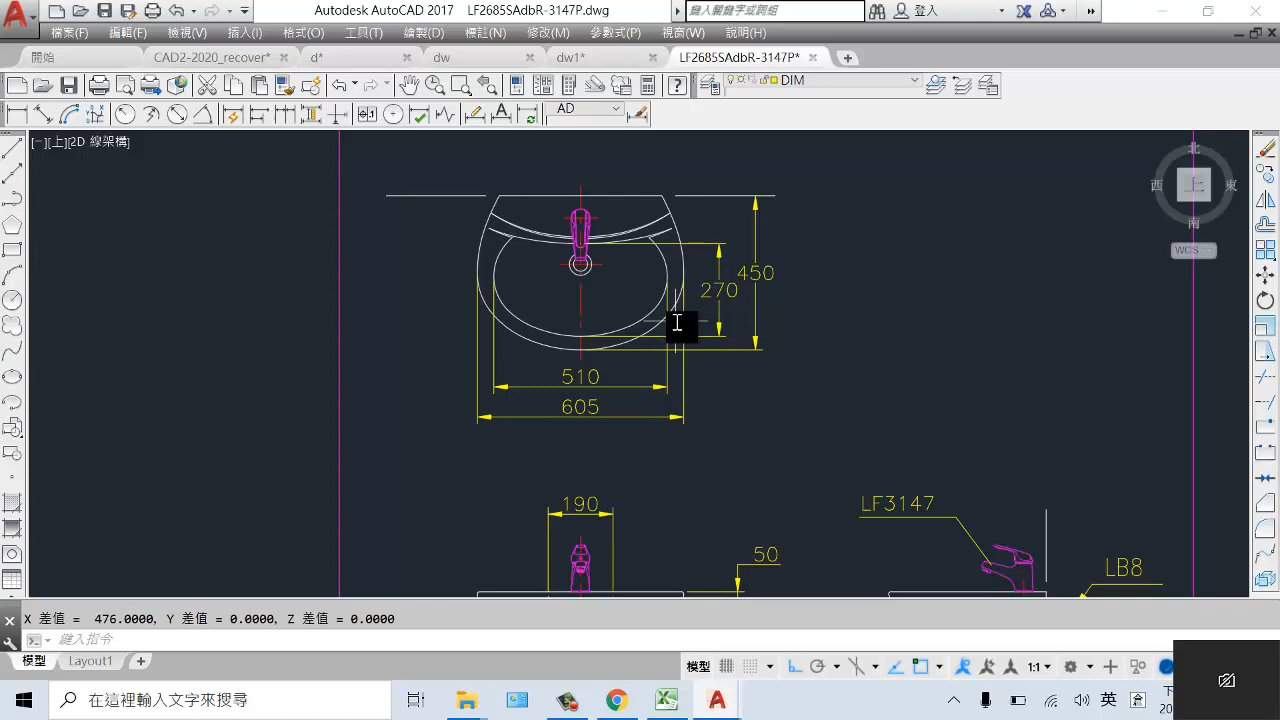 Autodesk AutoCAD 2017 LF2685SAdbR-3147P.dwg
鍵入關鍵字或詞組
登入
檔案(F) 編輯(E) 檢視(V) 插入(I) 格式(O) 工具(T) 繪製(D) 標註(N) 修改(M) 參數式(P) 視窗(W) 說明(H)
開始 CAD2-2020_recover* d* dw dw1* LF2685SAdbR-3147P*
DIM
AD
[−][上][2D 線架構]
北
西 上 東
南
WCS
450
270
510
605
190
LF3147
50
LB8
X 差值 = 476.0000, Y 差值 = 0.0000, Z 差值 = 0.0000
鍵入指令
模型 Layout1
模型 1:1
在這裡輸入文字來搜尋
英
下
20